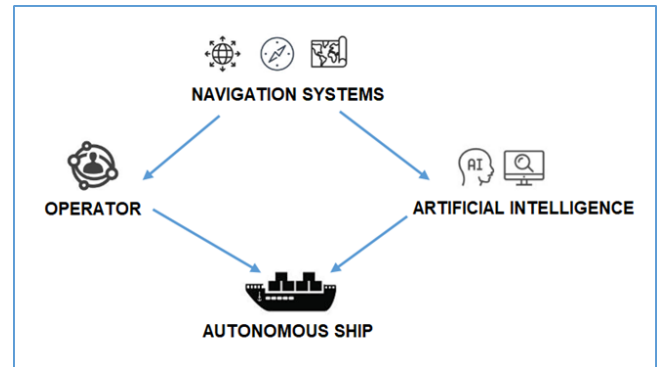 NAVIGATION SYSTEMS
OPERATOR
AI
ARTIFICIAL INTELLIGENCE
AUTONOMOUS SHIP